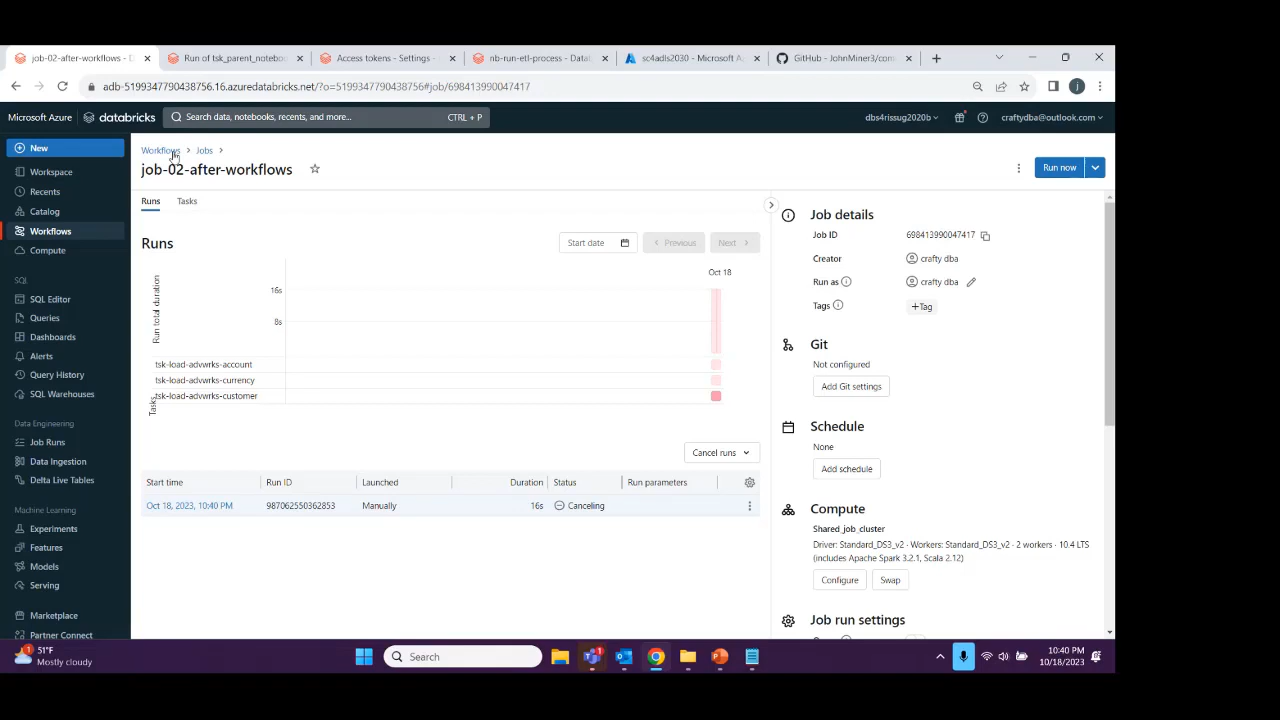 job-02-after-workflows - D
Run of tsk_parent_notebo
Access tokens - Settings -
nb-run-etl-process - Datab
sc4adls2030 - Microsoft A
GitHub - JohnMiner3/com
adb-5199347790438756.16.azuredatabricks.net/?o=5199347790438756#job/698413990047417
Microsoft Azure
databricks
Search data, notebooks, recents, and more...
CTRL + P
dbs4rissug2020b
craftydba@outlook.com
New
Workspace
Recents
Catalog
Workflows
Compute
SQL
SQL Editor
Queries
Dashboards
Alerts
Query History
SQL Warehouses
Data Engineering
Job Runs
Data Ingestion
Delta Live Tables
Machine Learning
Experiments
Features
Models
Serving
Marketplace
Partner Connect
Workflows > Jobs >
job-02-after-workflows
Run now
Runs
Tasks
Runs
Start date
Previous
Next
Oct 18
Run total duration
16s
8s
Tasks
tsk-load-advwrks-account
tsk-load-advwrks-currency
tsk-load-advwrks-customer
Cancel runs
Start time
Run ID
Launched
Duration
Status
Run parameters
Oct 18, 2023, 10:40 PM
987062550362853
Manually
16s
Canceling
Job details
Job ID
698413990047417
Creator
crafty dba
Run as
crafty dba
Tags
+Tag
Git
Not configured
Add Git settings
Schedule
None
Add schedule
Compute
Shared_job_cluster
Driver: Standard_DS3_v2 · Workers: Standard_DS3_v2 · 2 workers · 10.4 LTS
(includes Apache Spark 3.2.1, Scala 2.12)
Configure
Swap
Job run settings
1
51°F
Mostly cloudy
Search
1
10:40 PM
10/18/2023